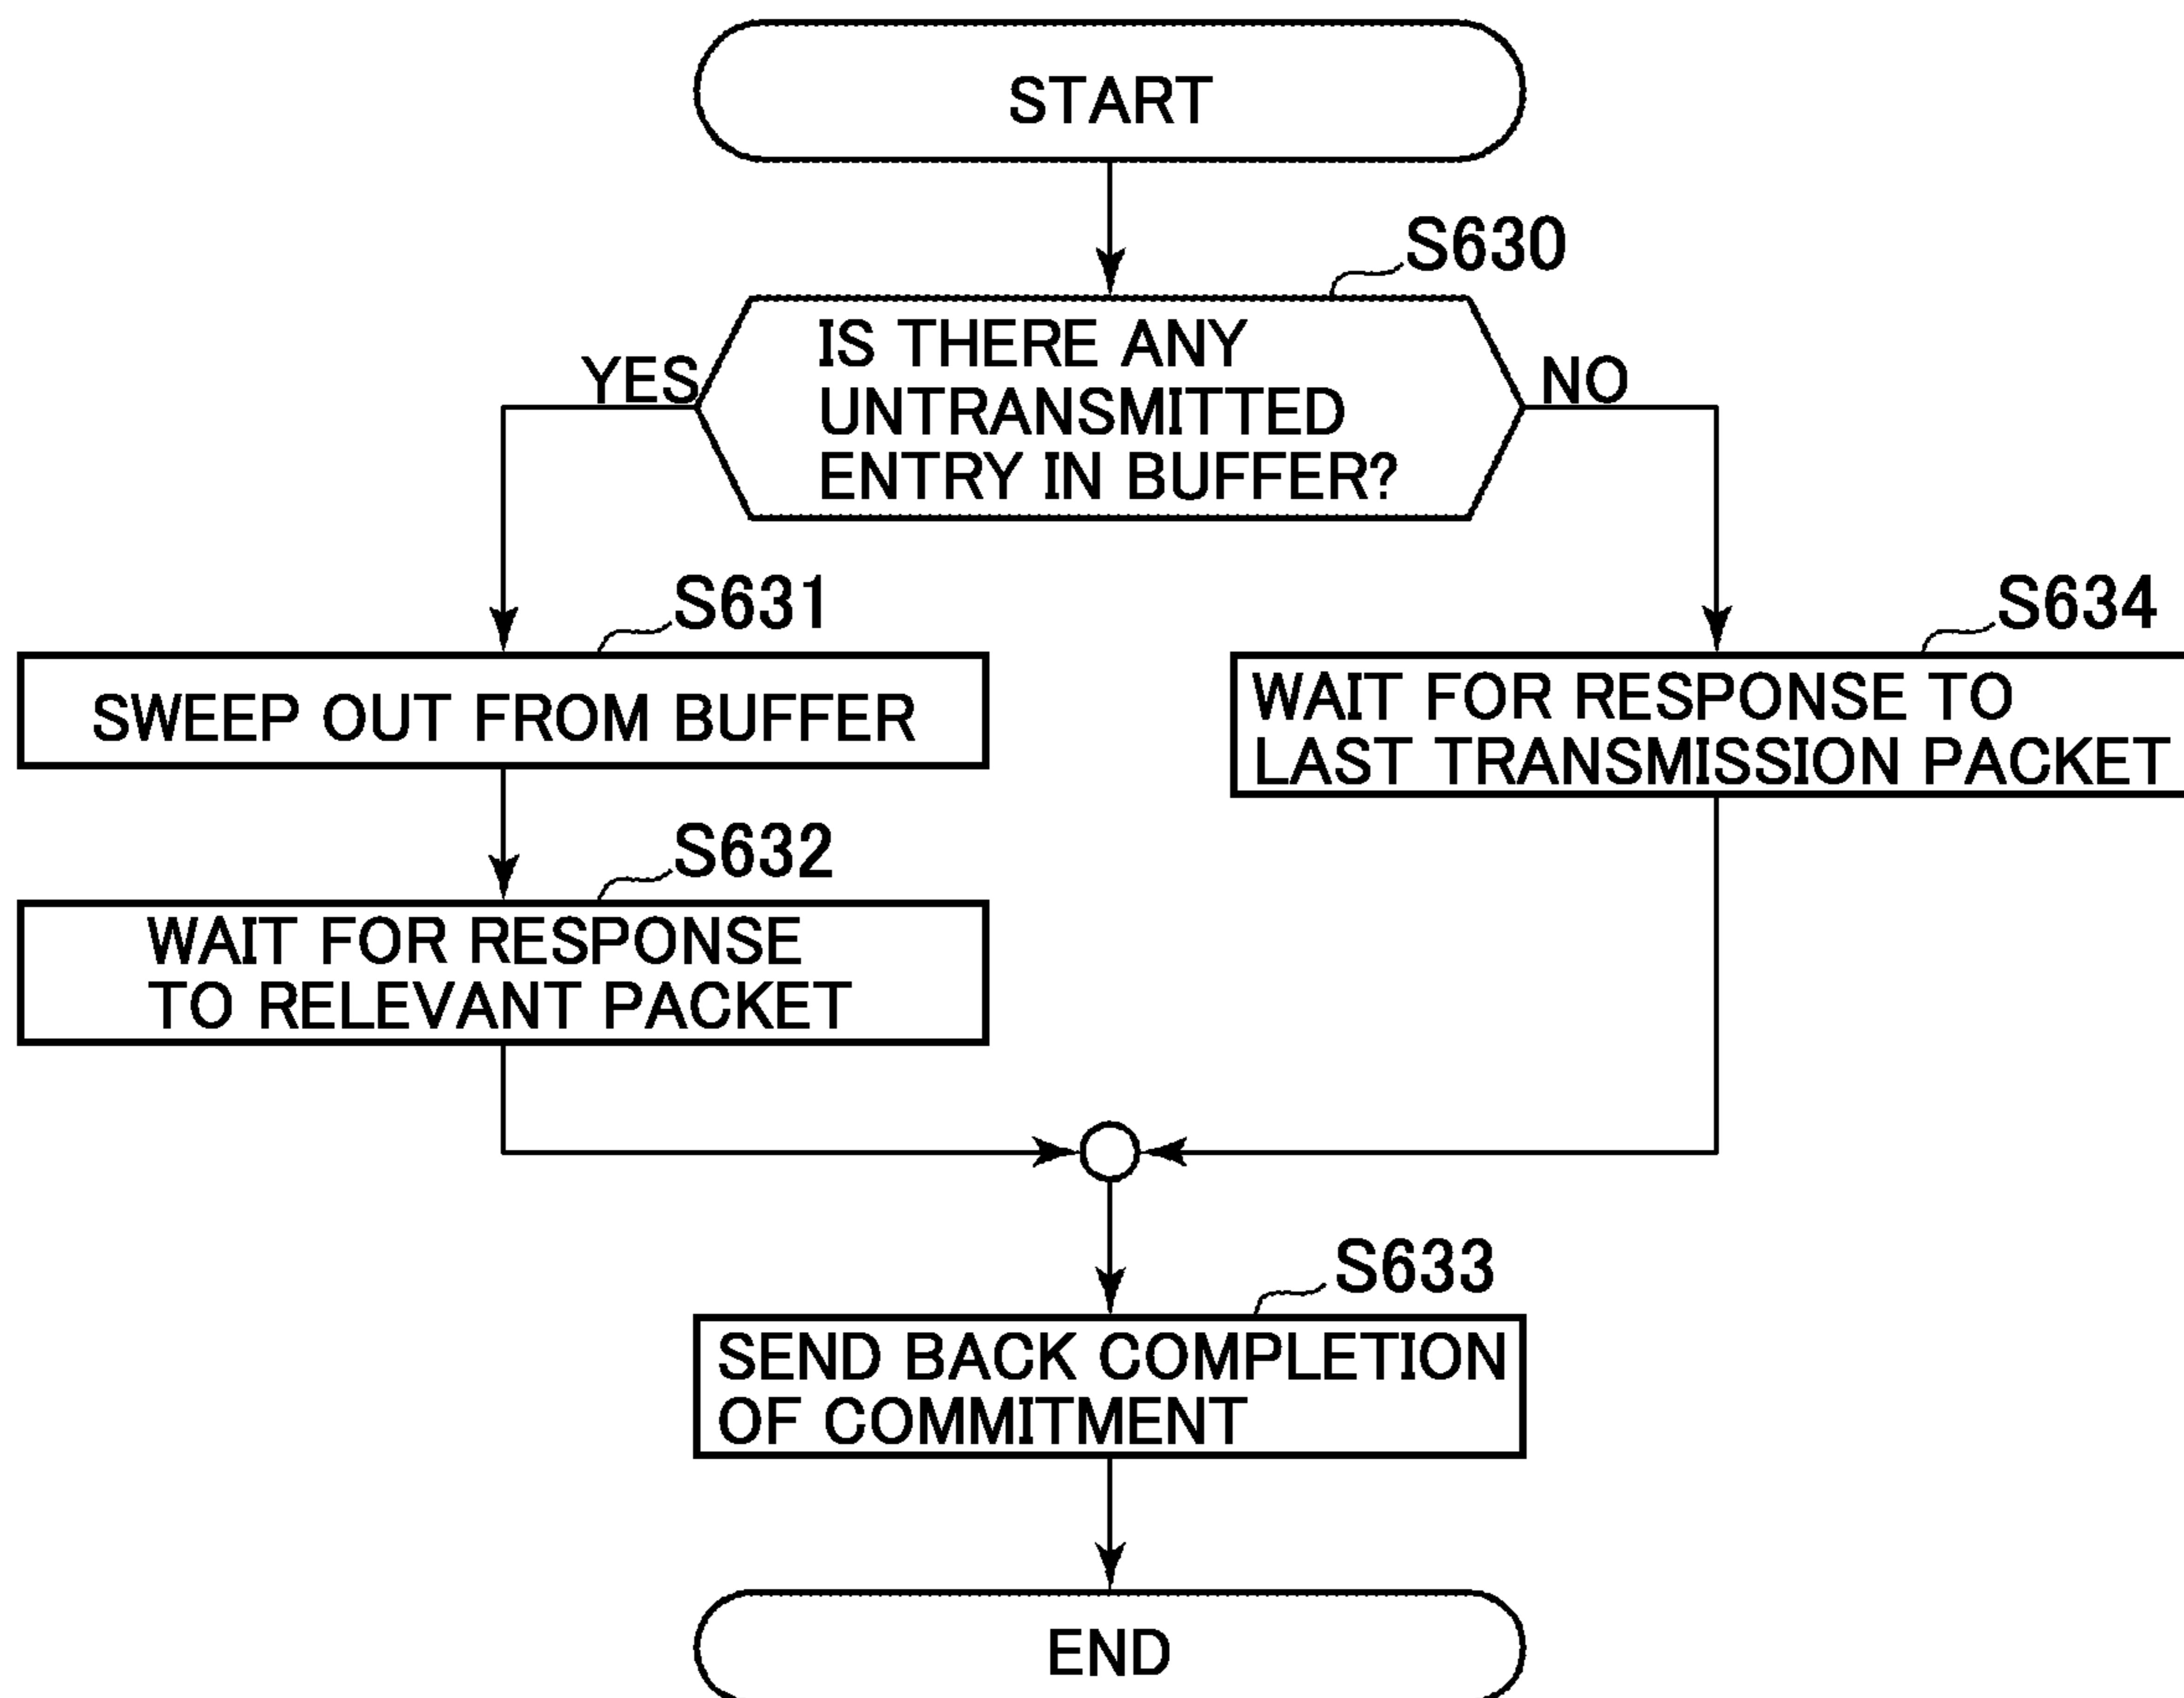 START
S630
IS THERE ANY
UNTRANSMITTED
ENTRY IN BUFFER?
YES
NO
S631
SWEEP OUT FROM BUFFER
S634
WAIT FOR RESPONSE TO
LAST TRANSMISSION PACKET
S632
WAIT FOR RESPONSE
TO RELEVANT PACKET
S633
SEND BACK COMPLETION
OF COMMITMENT
END